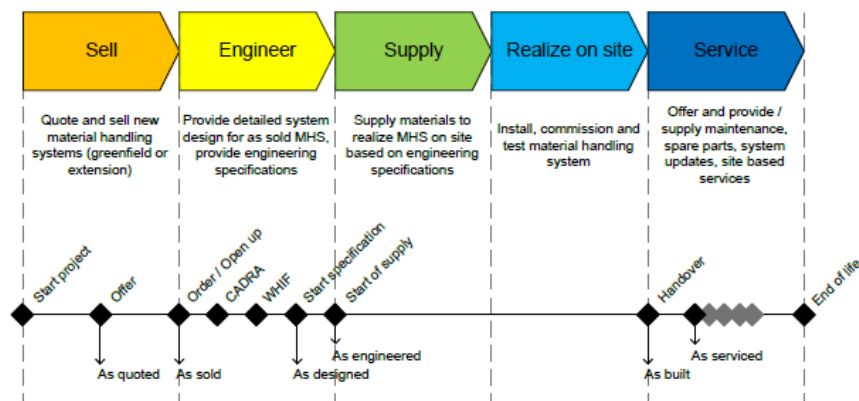 Sell
Engineer
Supply
Realize on site
Service
Quote and sell new
material handling
systems (greenfield or
extension)
Provide detailed system
design for as sold MHS,
provide engineering
specifications
Supply materials to
realize MHS on site
based on engineering
specifications
Install, commission and
test material handling
system
Offer and provide /
supply maintenance,
spare parts, system
updates, site based
services
Start project
Offer
Order / Open up
CADRA
WHIF
Start specification
Start of supply
Handover
End of life
As quoted
As sold
As designed
As engineered
As built
As serviced